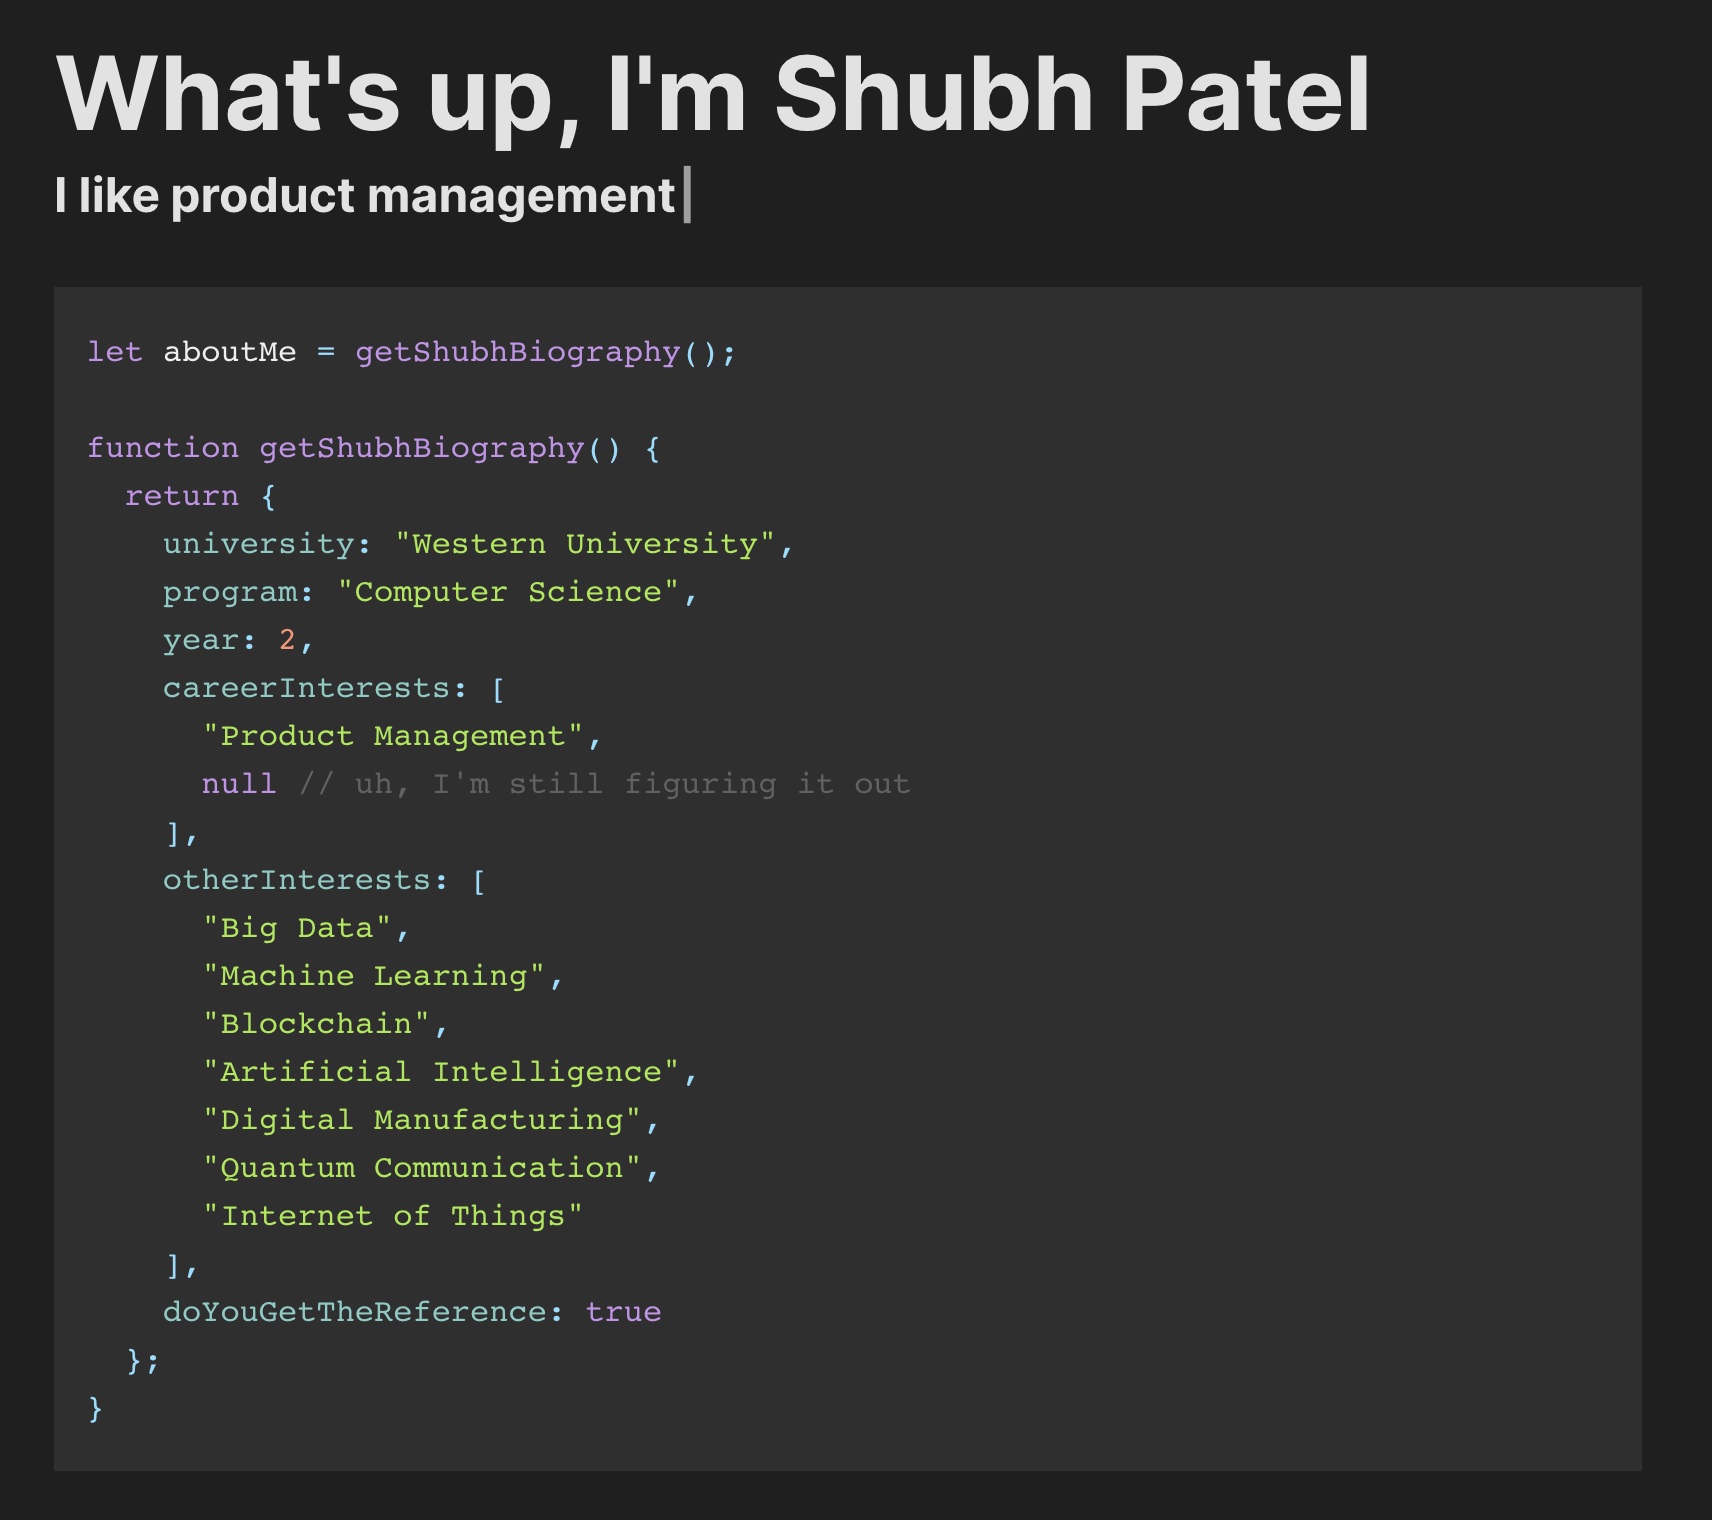 What's up, I'm Shubh Patel
I like product management
let aboutMe = getShubhBiography();
function getShubhBiography() {
  return {
    university: "Western University",
    program: "Computer Science",
    year: 2,
    careerInterests: [
      "Product Management",
      null // uh, I'm still figuring it out
    ],
    otherInterests: [
      "Big Data",
      "Machine Learning",
      "Blockchain",
      "Artificial Intelligence",
      "Digital Manufacturing",
      "Quantum Communication",
      "Internet of Things"
    ],
    doYouGetTheReference: true
  };
}